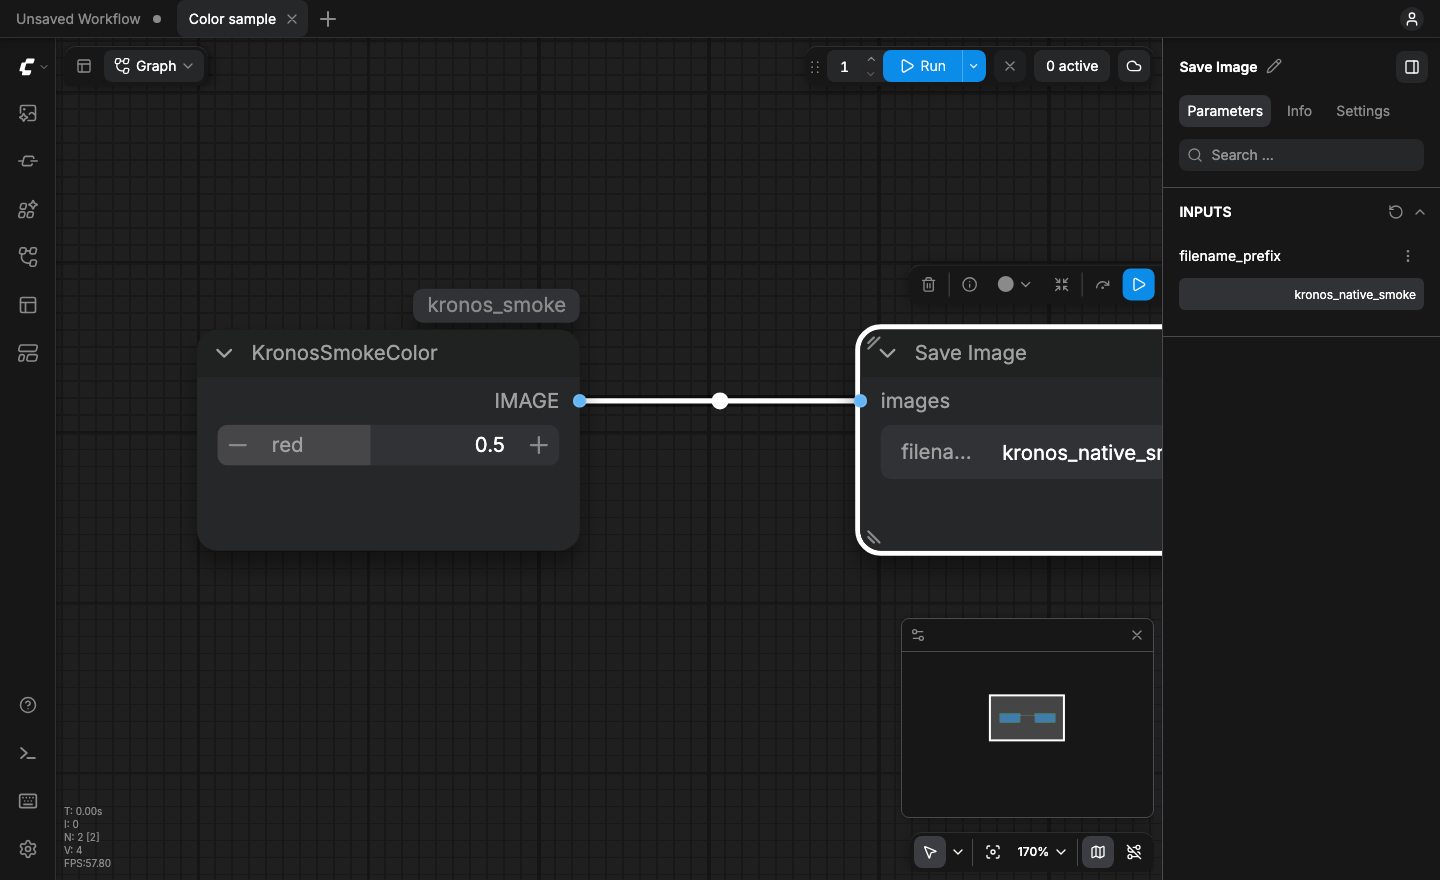 Unsaved Workflow
Color sample
Graph
1
Run
0 active
Save Image
Parameters
Info
Settings
Search ...
INPUTS
filename_prefix
kronos_native_smoke
kronos_smoke
KronosSmokeColor
IMAGE
red
0.5
Save Image
images
filena...
kronos_native_sr
T: 0.00s
I: 0
N: 2 [2]
V: 4
FPS:57.80
170%